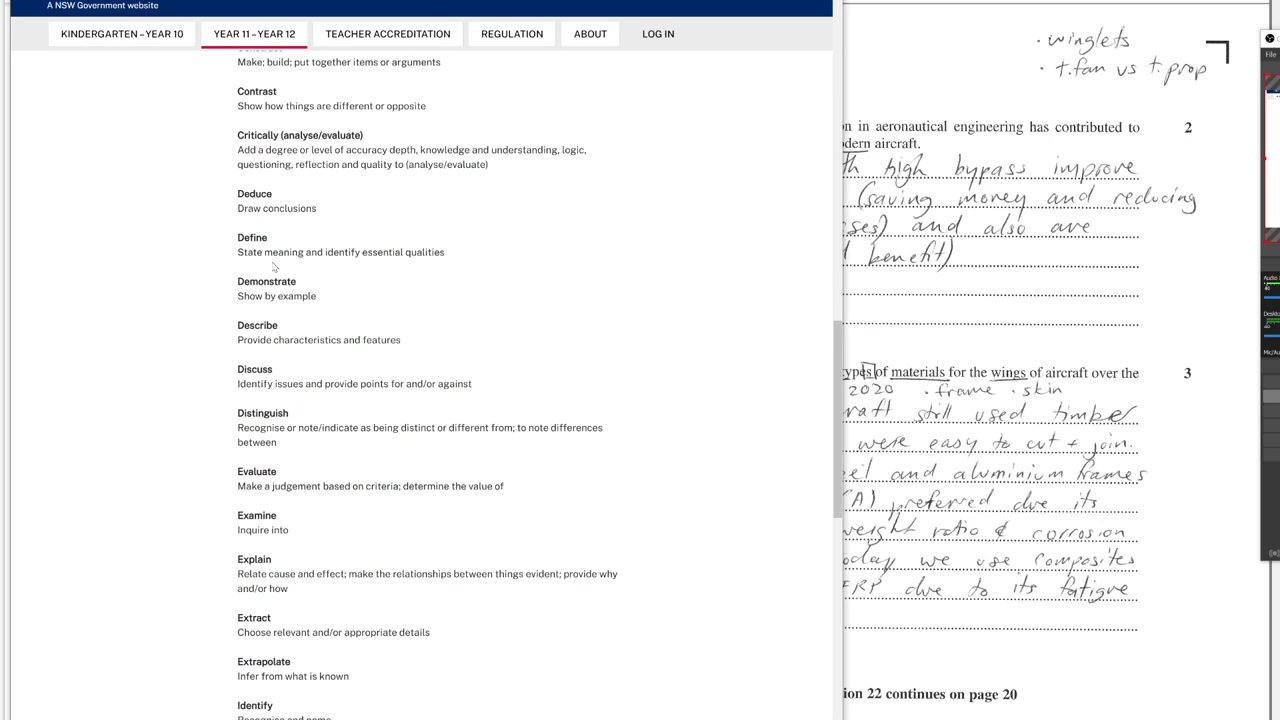 A NSW Government website
KINDERGARTEN – YEAR 10
YEAR 11 – YEAR 12
TEACHER ACCREDITATION
REGULATION
ABOUT
LOG IN
Make; build; put together items or arguments
Contrast
Show how things are different or opposite
Critically (analyse/evaluate)
Add a degree or level of accuracy depth, knowledge and understanding, logic,
questioning, reflection and quality to (analyse/evaluate)
Deduce
Draw conclusions
Define
State meaning and identify essential qualities
Demonstrate
Show by example
Describe
Provide characteristics and features
Discuss
Identify issues and provide points for and/or against
Distinguish
Recognise or note/indicate as being distinct or different from; to note differences
between
Evaluate
Make a judgement based on criteria; determine the value of
Examine
Inquire into
Explain
Relate cause and effect; make the relationships between things evident; provide why
and/or how
Extract
Choose relevant and/or appropriate details
Extrapolate
Infer from what is known
Identify
Recognise and name
• winglets
• t.fan vs t.prop
on in aeronautical engineering has contributed to 2
dern aircraft.
th high bypass improve
(saving money and reducing
ses) and also are
benefit)
types of materials for the wings of aircraft over the 3
2020 • frame • skin
raft still used timber
were easy to cut + join.
eel and aluminium frames
(A) preferred due its
weight ratio & corrosion
oday we use composites
FRP due to its fatigue
ion 22 continues on page 20
File